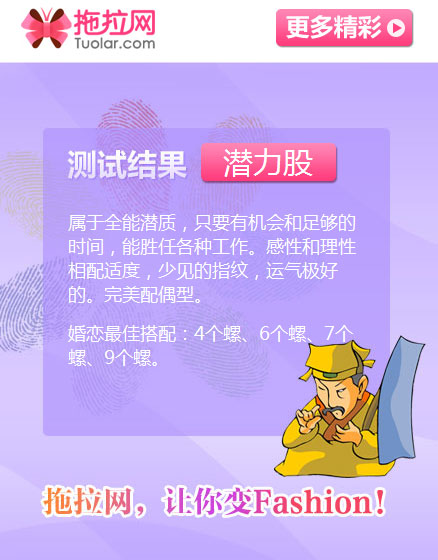 拖拉网
Tuolar.com
更多精彩
测试结果
潜力股
属于全能潜质，只要有机会和足够的
时间，能胜任各种工作。感性和理性
相配适度，少见的指纹，运气极好
的。完美配偶型。
婚恋最佳搭配：4个螺、6个螺、7个
螺、9个螺。
拖拉网，让你变Fashion！